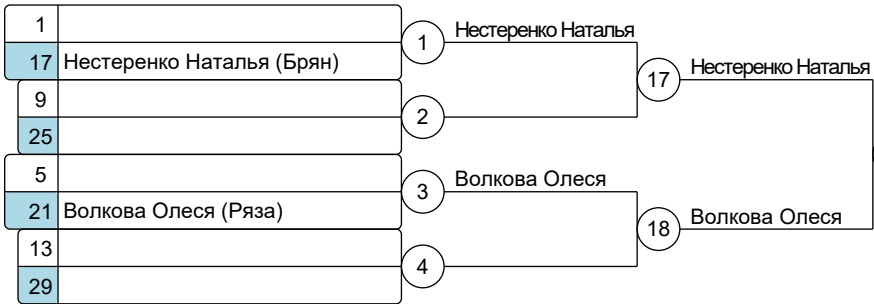 1
17 Нестеренко Наталья (Брян)
9
25
5
21 Волкова Олеся (Ряза)
13
29
1 Нестеренко Наталья
2
3 Волкова Олеся
4
17 Нестеренко Наталья
18 Волкова Олеся